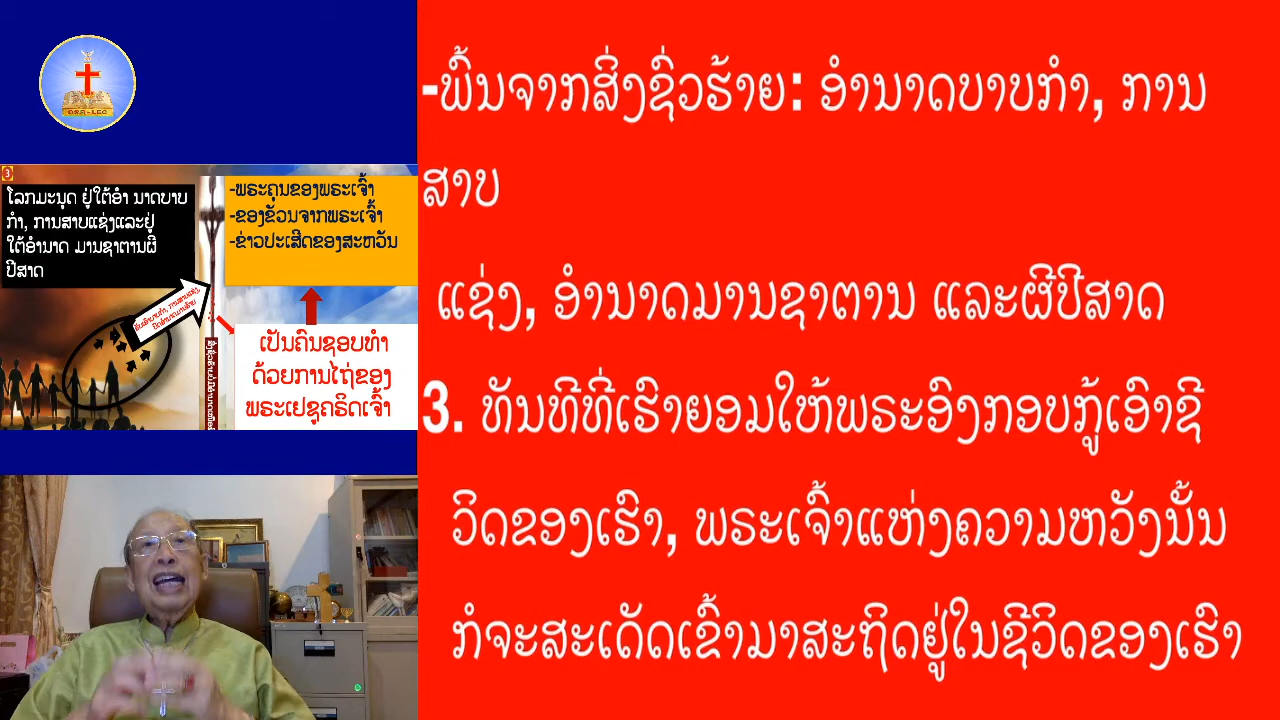 -ພົ້ນຈາກສິ່ງຊົ່ວຮ້າຍ: ອຳນາດບາບກຳ, ການ
ສາບ
ແຊ່ງ, ອຳນາດມານຊາຕານ ແລະຜີປີສາດ
3. ທັນທີທີ່ເຮົາຍອມໃຫ້ພຣະອົງກອບກູ້ເອົາຊີ
ວິດຂອງເຮົາ, ພຣະເຈົ້າແຫ່ງຄວາມຫວັງນັ້ນ
ກໍຈະສະເດັດເຂົ້າມາສະຖິດຢູ່ໃນຊີວິດຂອງເຮົາ
3
ໂລກມະນຸດ ຢູ່ໃຕ້ອຳ ນາດບາບ
ກຳ, ການສາບແຊ່ງແລະຢູ່
ໃຕ້ອຳນາດ ມານຊາຕານຜີ
ປີສາດ
-ພຣະຄຸນຂອງພຣະເຈົ້າ
-ຂອງຂັວນຈາກພຣະເຈົ້າ
-ຂ່າວປະເສີດຂອງສະຫວັນ
ເປັນຄົນຊອບທຳ
ດ້ວຍການໄຖ່ຂອງ
ພຣະເຢຊູຄຣິດເຈົ້າ